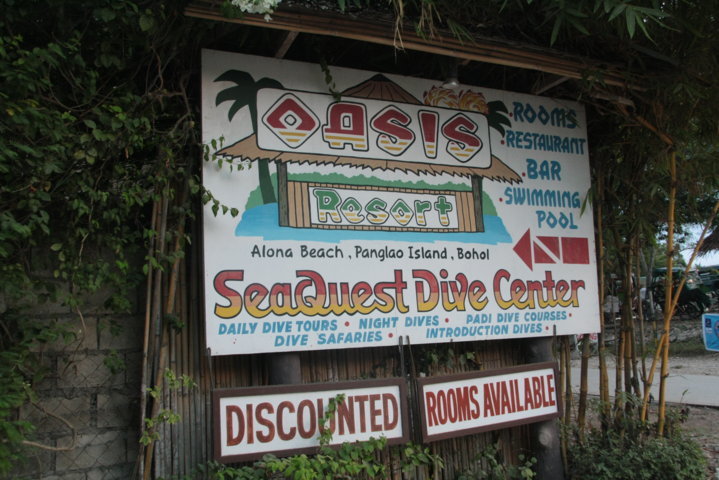 OASIS
Resort
ROOMS
RESTAURANT
BAR
SWIMMING
POOL
Alona Beach, Panglao Island, Bohol
SeaQuest Dive Center
DAILY DIVE TOURS • NIGHT DIVES • PADI DIVE COURSES •
DIVE SAFARIES • INTRODUCTION DIVES •
DISCOUNTED
ROOMS AVAILABLE